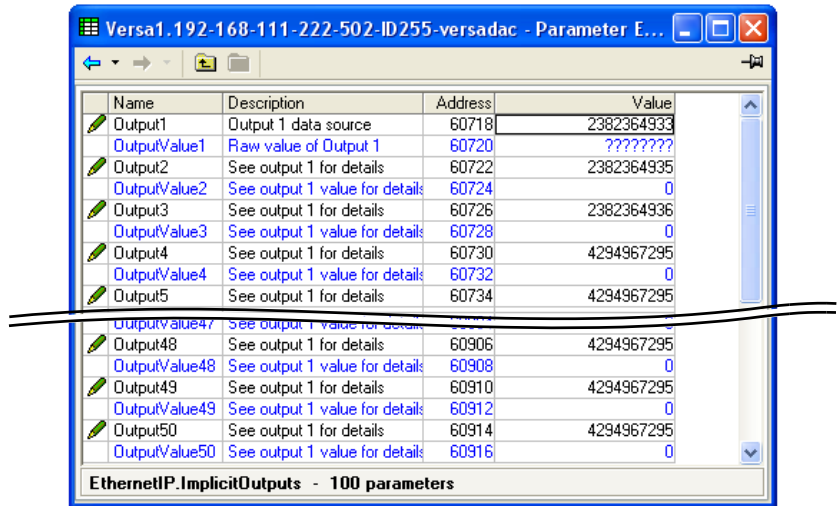 Versa1.192-168-111-222-502-ID255-versadac - Parameter E...
Name Description Address Value
Output1 Output 1 data source 60718 2382364933
OutputValue1 Raw value of Output 1 60720 ????????
Output2 See output 1 for details 60722 2382364935
OutputValue2 See output 1 value for details 60724 0
Output3 See output 1 for details 60726 2382364936
OutputValue3 See output 1 value for details 60728 0
Output4 See output 1 for details 60730 4294967295
OutputValue4 See output 1 value for details 60732 0
Output5 See output 1 for details 60734 4294967295
OutputValue47 See output 1 value for details
Output48 See output 1 for details 60906 4294967295
OutputValue48 See output 1 value for details 60908 0
Output49 See output 1 for details 60910 4294967295
OutputValue49 See output 1 value for details 60912 0
Output50 See output 1 for details 60914 4294967295
OutputValue50 See output 1 value for details 60916 0
EthernetIP.ImplicitOutputs - 100 parameters